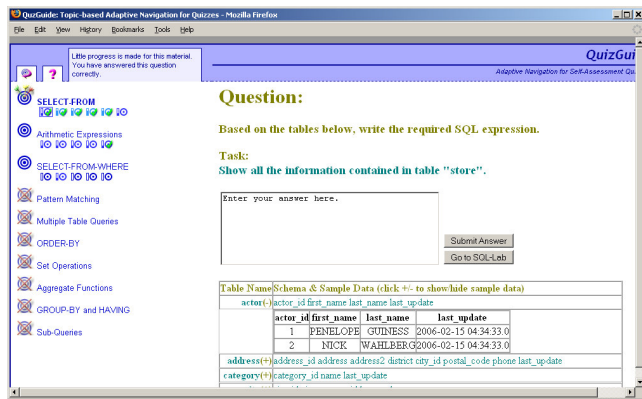 QuzGuide: Topic-based Adaptive Navigation for Quizzes - Mozilla Firefox
File Edit View History Bookmarks Tools Help
Little progress is made for this material.
You have answered this question
correctly.
QuizGui
Adaptive Navigation for Self-Assessment Qu
SELECT-FROM
Arithmetic Expressions
SELECT-FROM-WHERE
Pattern Matching
Multiple Table Queries
ORDER-BY
Set Operations
Aggregate Functions
GROUP-BY and HAVING
Sub-Queries
Question:
Based on the tables below, write the required SQL expression.
Task:
Show all the information contained in table "store".
Enter your answer here.
Submit Answer
Go to SQL-Lab
Table Name Schema & Sample Data (click +/- to show/hide sample data)
actor(-) actor_id first_name last_name last_update
actor_id first_name last_name last_update
1 PENELOPE GUINESS 2006-02-15 04:34:33.0
2 NICK WAHLBERG 2006-02-15 04:34:33.0
address(+) address_id address address2 district city_id postal_code phone last_update
category(+) category_id name last_update